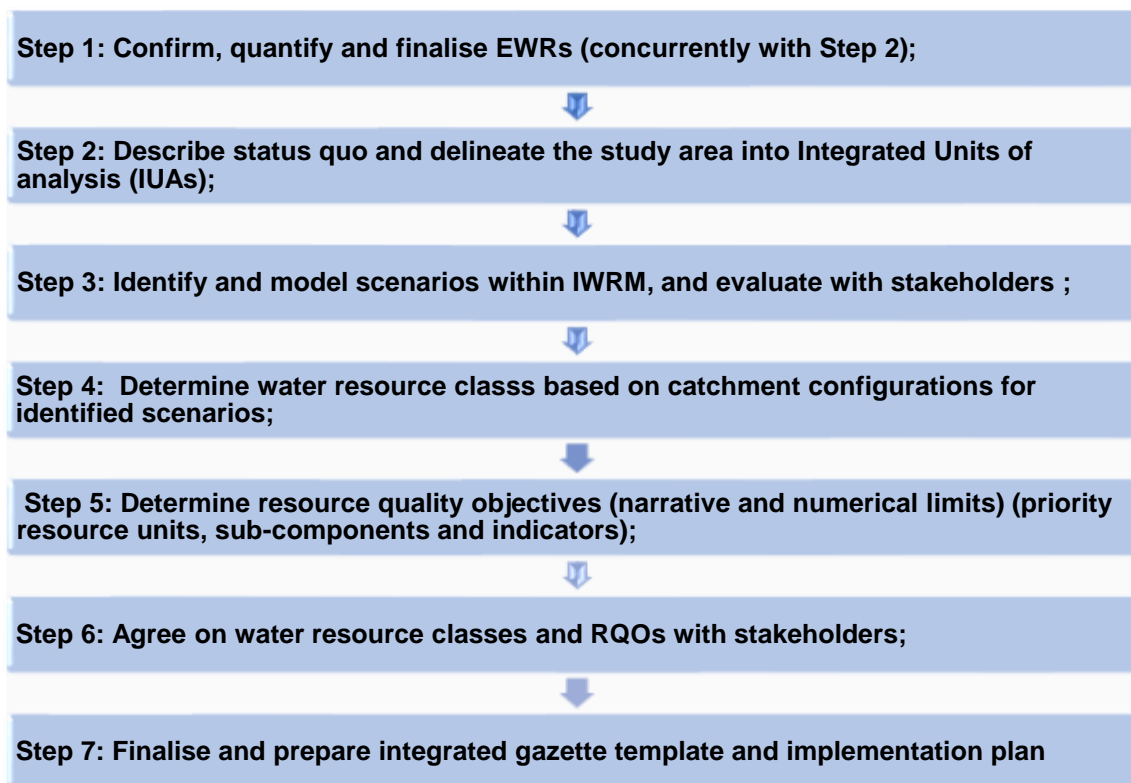 Step 1: Confirm, quantify and finalise EWRs (concurrently with Step 2);
Step 2: Describe status quo and delineate the study area into Integrated Units of
analysis (IUAs);
Step 3: Identify and model scenarios within IWRM, and evaluate with stakeholders ;
Step 4:  Determine water resource classs based on catchment configurations for
identified scenarios;
Step 5: Determine resource quality objectives (narrative and numerical limits) (priority
resource units, sub-components and indicators);
Step 6: Agree on water resource classes and RQOs with stakeholders;
Step 7: Finalise and prepare integrated gazette template and implementation plan